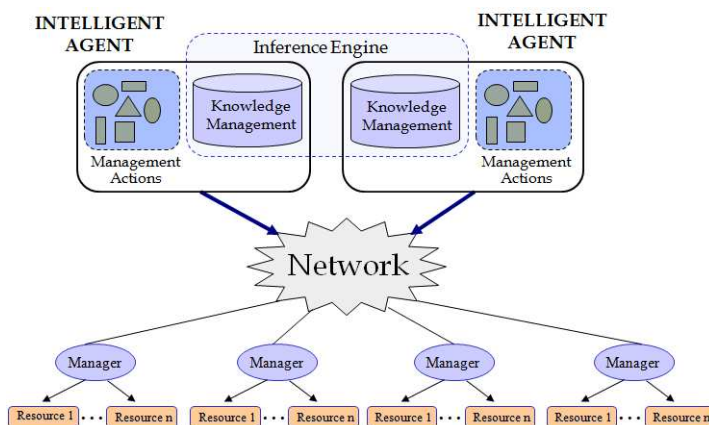 INTELLIGENT
AGENT
Inference Engine
INTELLIGENT
AGENT
Knowledge
Management
Management
Actions
Knowledge
Management
Management
Actions
Network
Manager
Manager
Manager
Manager
Resource 1 ... Resource n
Resource 1 ... Resource n
Resource 1 ... Resource n
Resource 1 ... Resource n